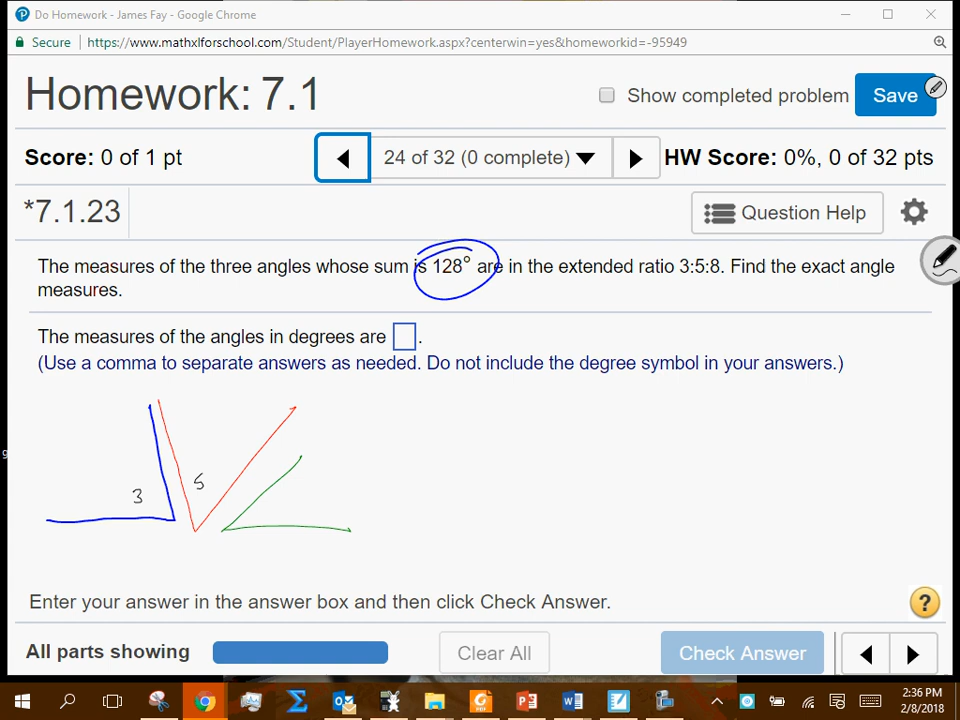 Do Homework - James Fay - Google Chrome
Secure https://www.mathxlforschool.com/Student/PlayerHomework.aspx?centerwin=yes&homeworkid=-95949
Homework: 7.1
Show completed problem
Save
Score: 0 of 1 pt
24 of 32 (0 complete)
HW Score: 0%, 0 of 32 pts
*7.1.23
Question Help
The measures of the three angles whose sum is 128° are in the extended ratio 3:5:8. Find the exact angle
measures.
The measures of the angles in degrees are .
(Use a comma to separate answers as needed. Do not include the degree symbol in your answers.)
3
5
Enter your answer in the answer box and then click Check Answer.
?
All parts showing
Clear All
Check Answer
2:36 PM
2/8/2018